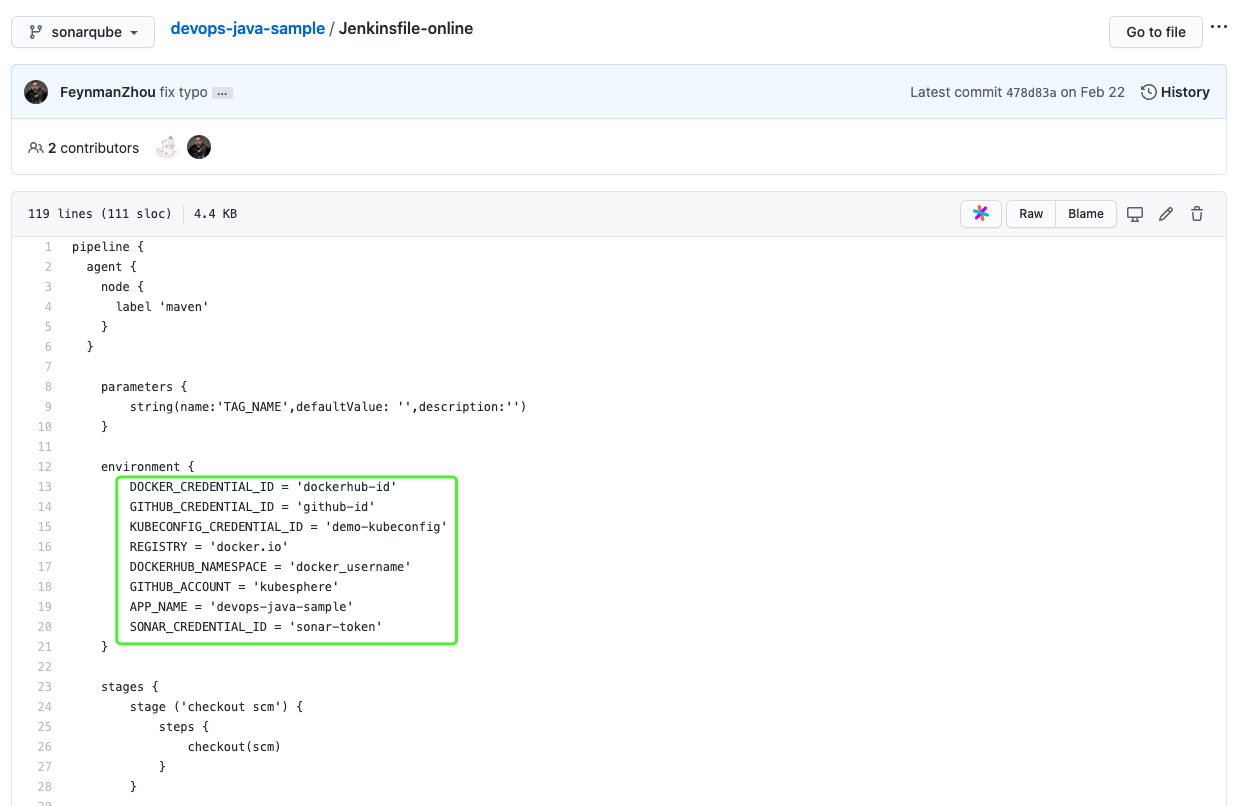 sonarqube
devops-java-sample / Jenkinsfile-online
Go to file
...
FeynmanZhou fix typo ...
Latest commit 478d83a on Feb 22
History
2 contributors
119 lines (111 sloc)
4.4 KB
Raw
Blame
1 pipeline {
2   agent {
3     node {
4       label 'maven'
5     }
6   }
7
8     parameters {
9         string(name:'TAG_NAME',defaultValue: '',description:'')
10     }
11
12     environment {
13         DOCKER_CREDENTIAL_ID = 'dockerhub-id'
14         GITHUB_CREDENTIAL_ID = 'github-id'
15         KUBECONFIG_CREDENTIAL_ID = 'demo-kubeconfig'
16         REGISTRY = 'docker.io'
17         DOCKERHUB_NAMESPACE = 'docker_username'
18         GITHUB_ACCOUNT = 'kubesphere'
19         APP_NAME = 'devops-java-sample'
20         SONAR_CREDENTIAL_ID = 'sonar-token'
21     }
22
23     stages {
24         stage ('checkout scm') {
25             steps {
26                 checkout(scm)
27             }
28         }